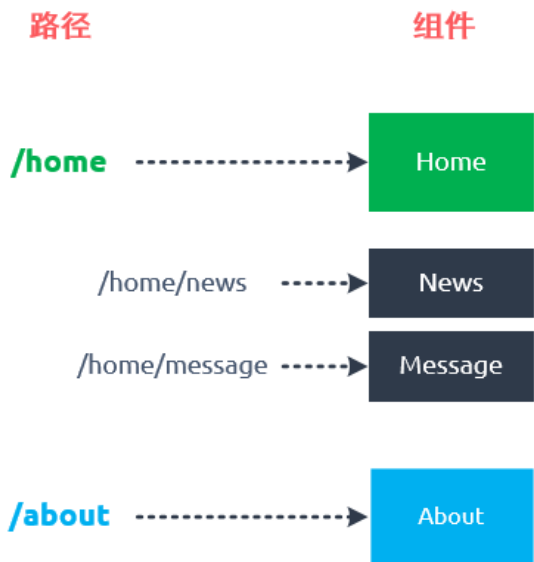 路径 组件
/home Home
/home/news News
/home/message Message
/about About